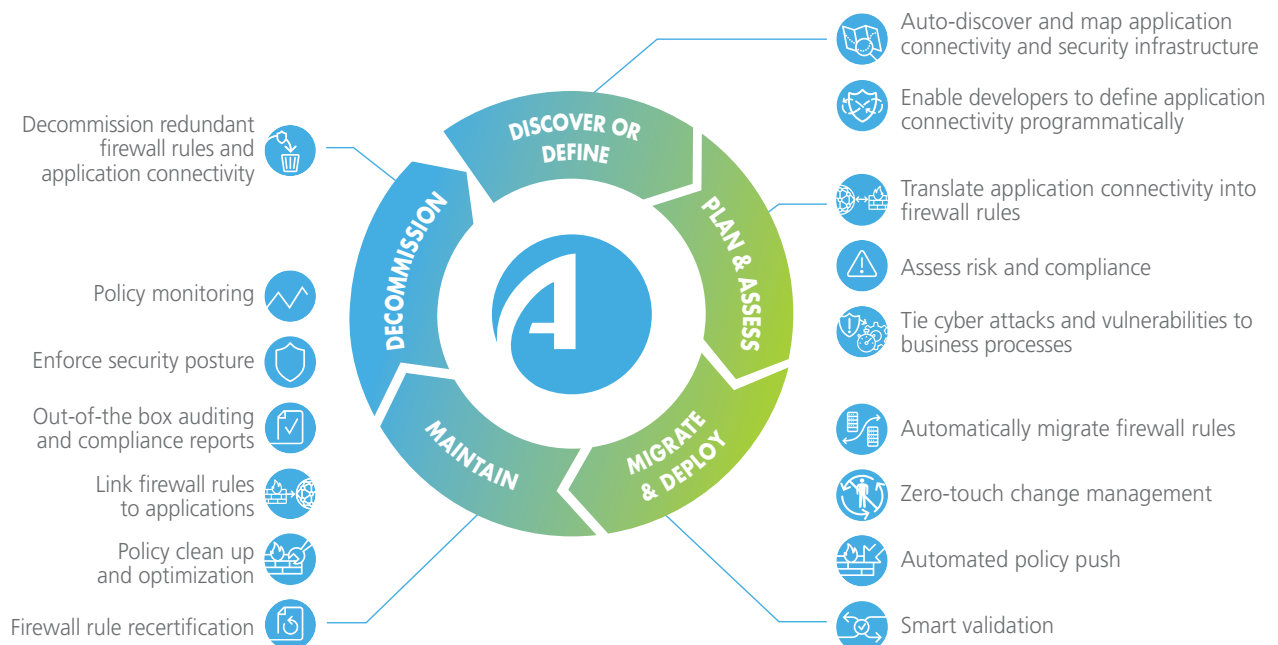 Auto-discover and map application
connectivity and security infrastructure
Enable developers to define application
connectivity programmatically
DISCOVER OR
DEFINE
Translate application connectivity into
firewall rules
Assess risk and compliance
Tie cyber attacks and vulnerabilities to
business processes
PLAN & ASSESS
Automatically migrate firewall rules
Zero-touch change management
Automated policy push
Smart validation
MIGRATE
& DEPLOY
MAINTAIN
Policy monitoring
Enforce security posture
Out-of-the box auditing
and compliance reports
Link firewall rules
to applications
Policy clean up
and optimization
Firewall rule recertification
DECOMMISSION
Decommission redundant
firewall rules and
application connectivity
A